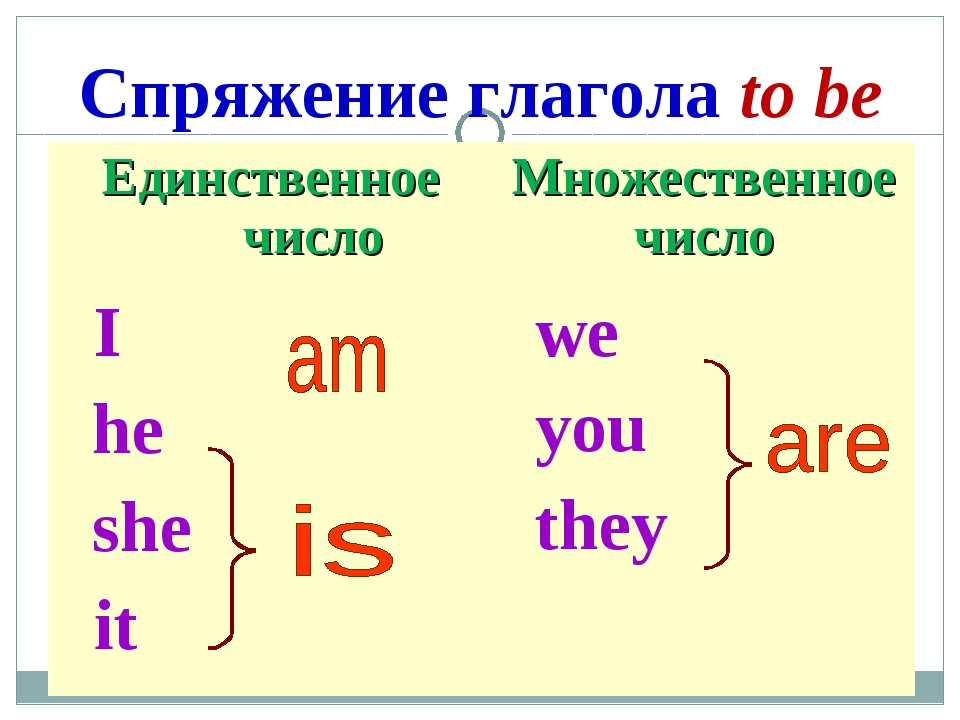 Спряжение глагола to be
Единственное
число
I
am
he
she
is
it
Множественное
число
we
you
are
they